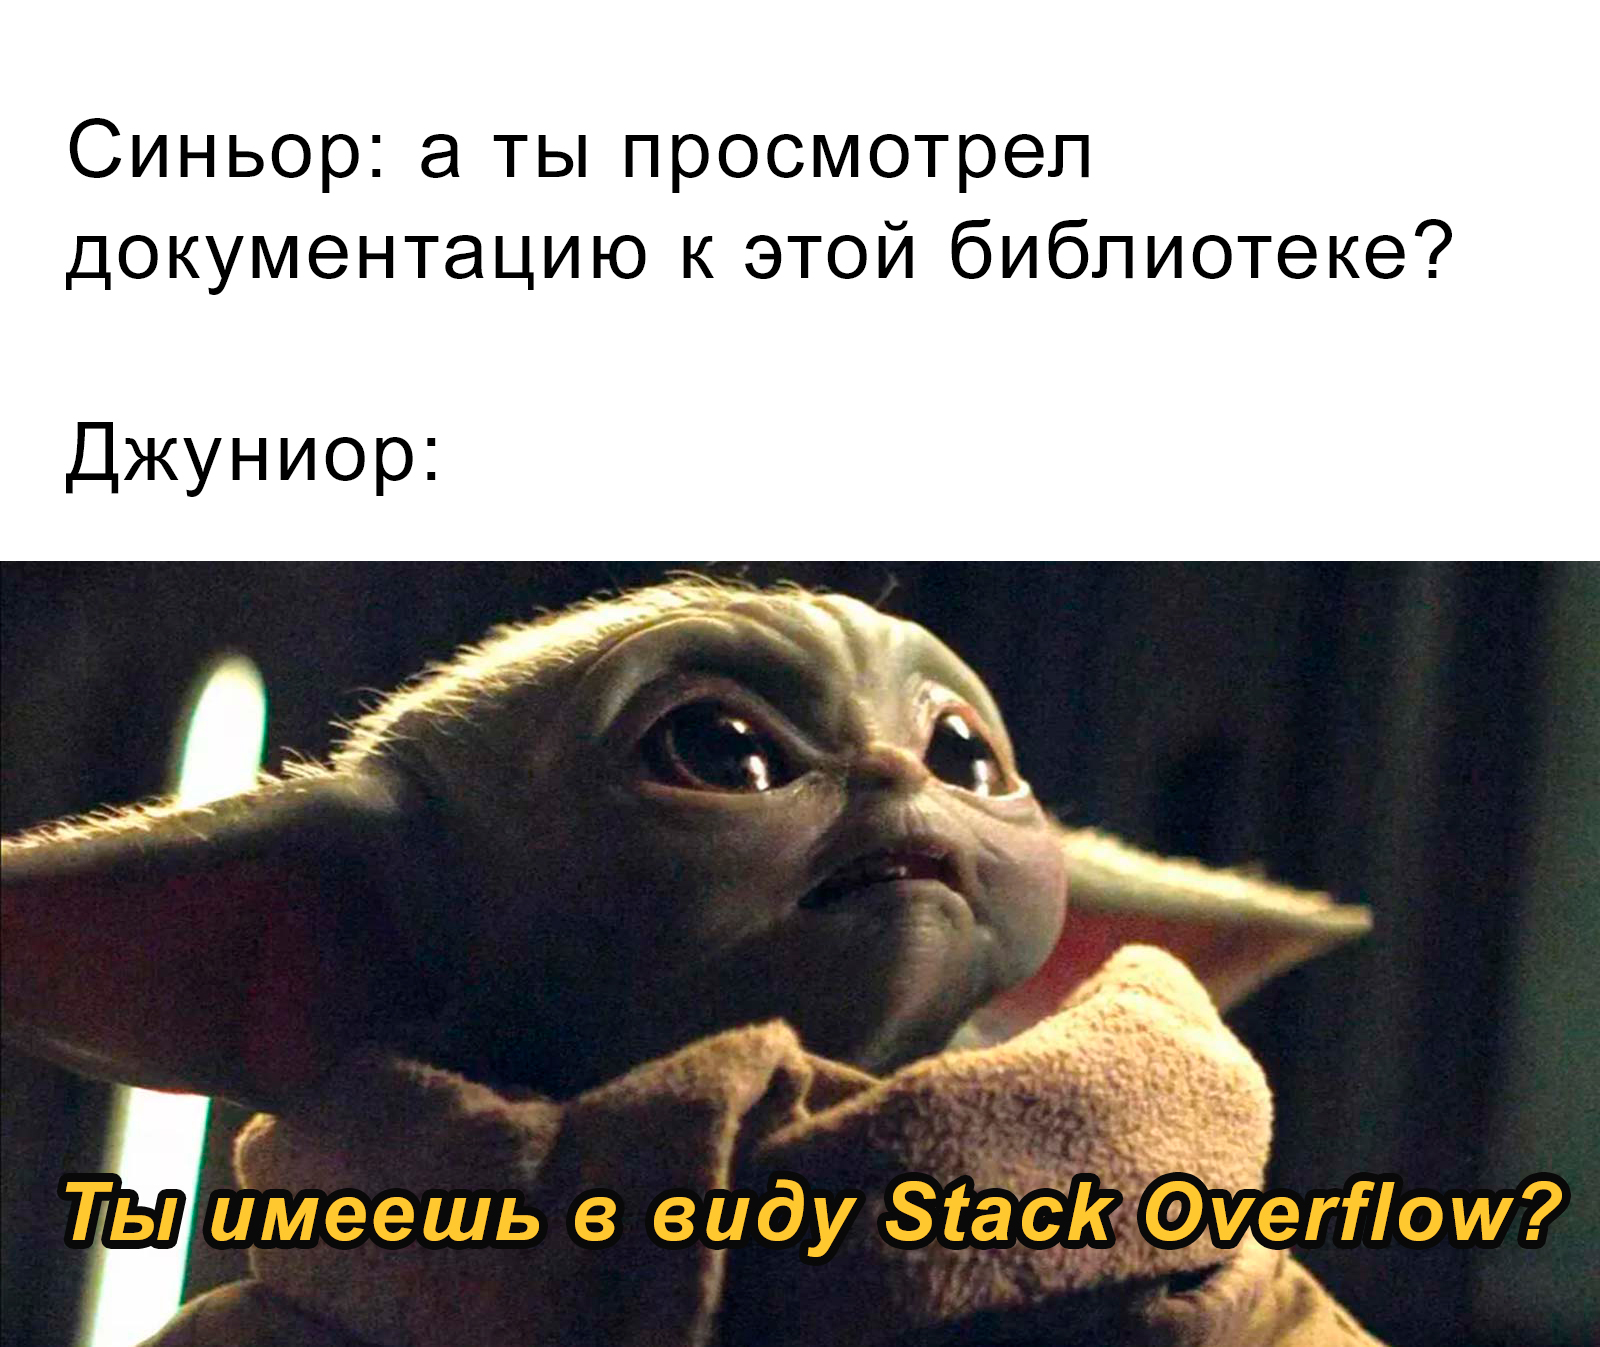 Синьор: а ты просмотрел
документацию к этой библиотеке?
Джуниор:
Ты имеешь в виду Stack Overflow?